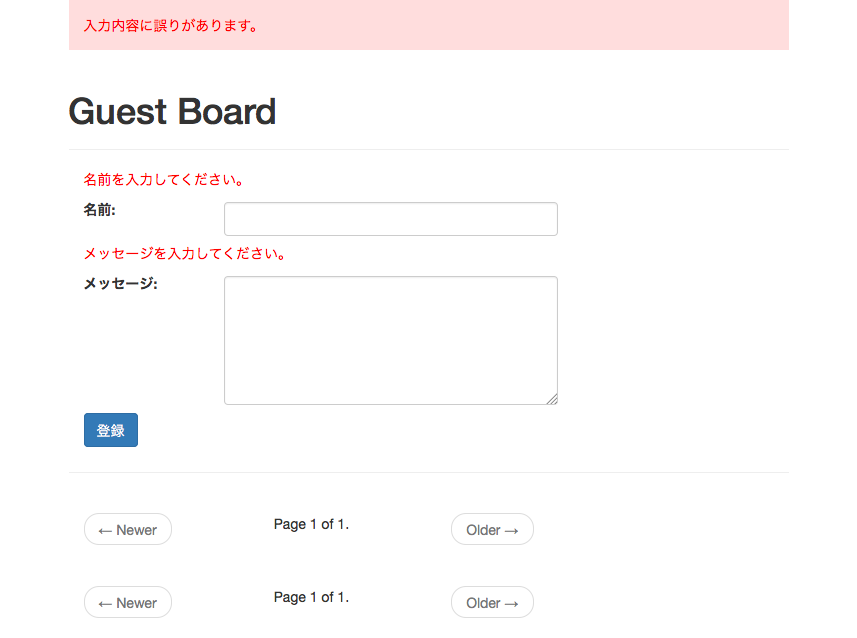 入力内容に誤りがあります。
Guest Board
名前を入力してください。
名前:
メッセージを入力してください。
メッセージ:
登録
← Newer Page 1 of 1. Older →
← Newer Page 1 of 1. Older →